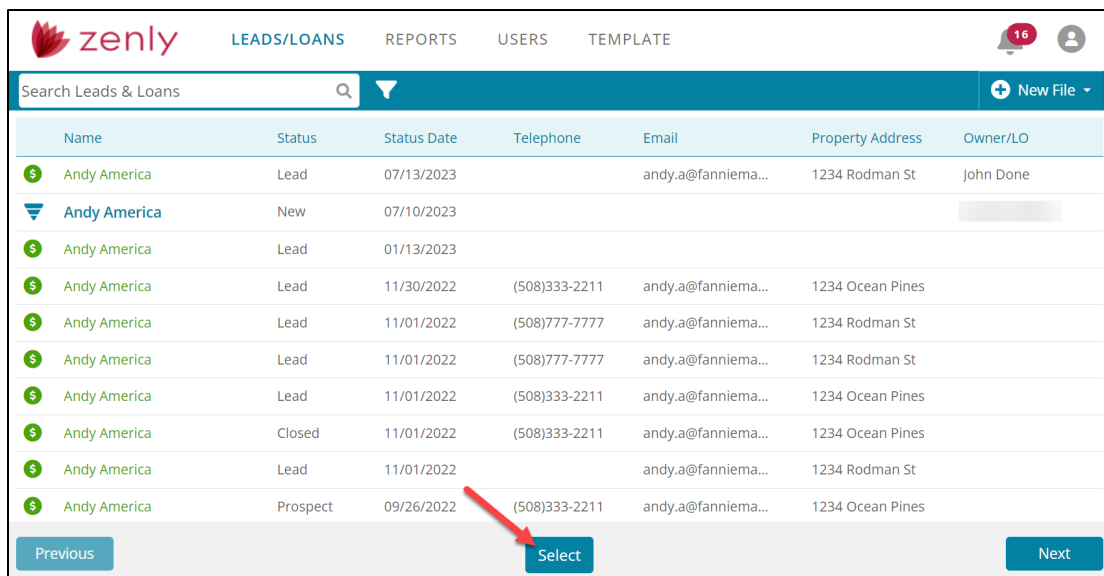 zenly LEADS/LOANS REPORTS USERS TEMPLATE 16
Search Leads & Loans New File
Name Status Status Date Telephone Email Property Address Owner/LO
$ Andy America Lead 07/13/2023 andy.a@fanniema... 1234 Rodman St John Done
Andy America New 07/10/2023
$ Andy America Lead 01/13/2023
$ Andy America Lead 11/30/2022 (508)333-2211 andy.a@fanniema... 1234 Ocean Pines
$ Andy America Lead 11/01/2022 (508)777-7777 andy.a@fanniema... 1234 Rodman St
$ Andy America Lead 11/01/2022 (508)777-7777 andy.a@fanniema... 1234 Rodman St
$ Andy America Lead 11/01/2022 (508)333-2211 andy.a@fanniema... 1234 Ocean Pines
$ Andy America Closed 11/01/2022 (508)333-2211 andy.a@fanniema... 1234 Ocean Pines
$ Andy America Lead 11/01/2022 andy.a@fanniema... 1234 Rodman St
$ Andy America Prospect 09/26/2022 (508)333-2211 andy.a@fanniema... 1234 Ocean Pines
Previous Select Next